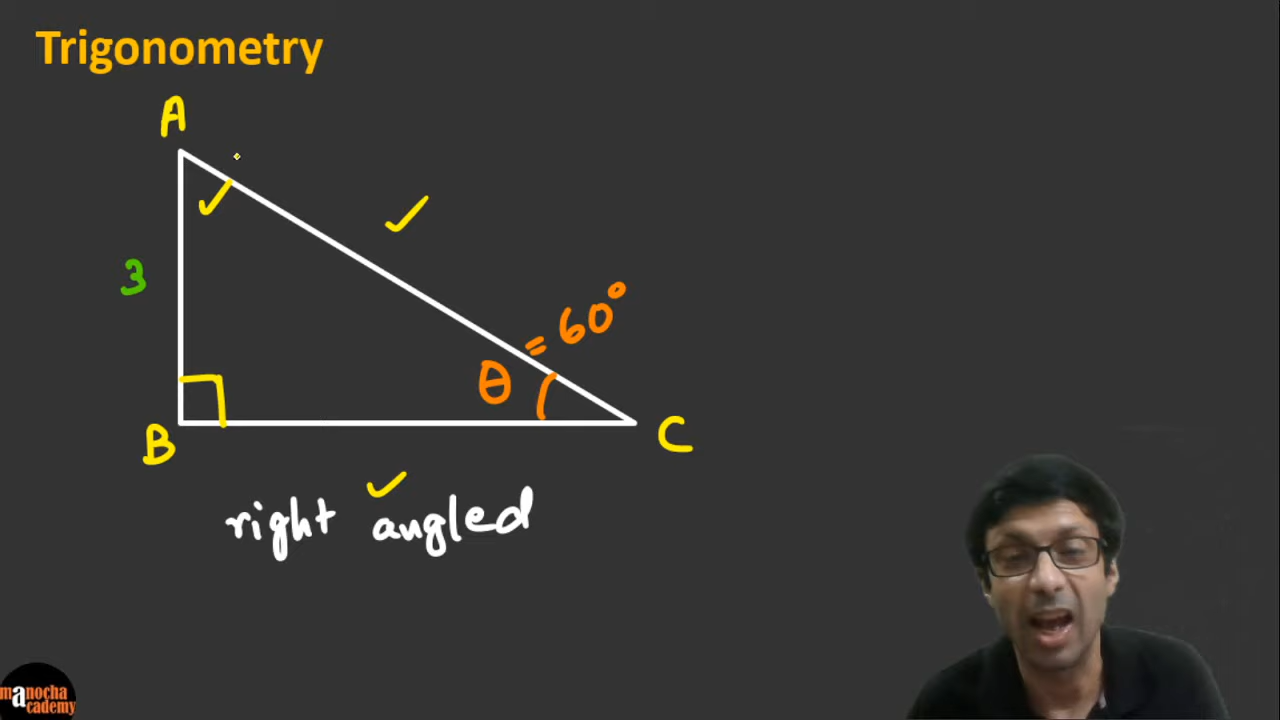 Trigonometry
A
3
θ = 60°
B
C
right angled
manocha
academy